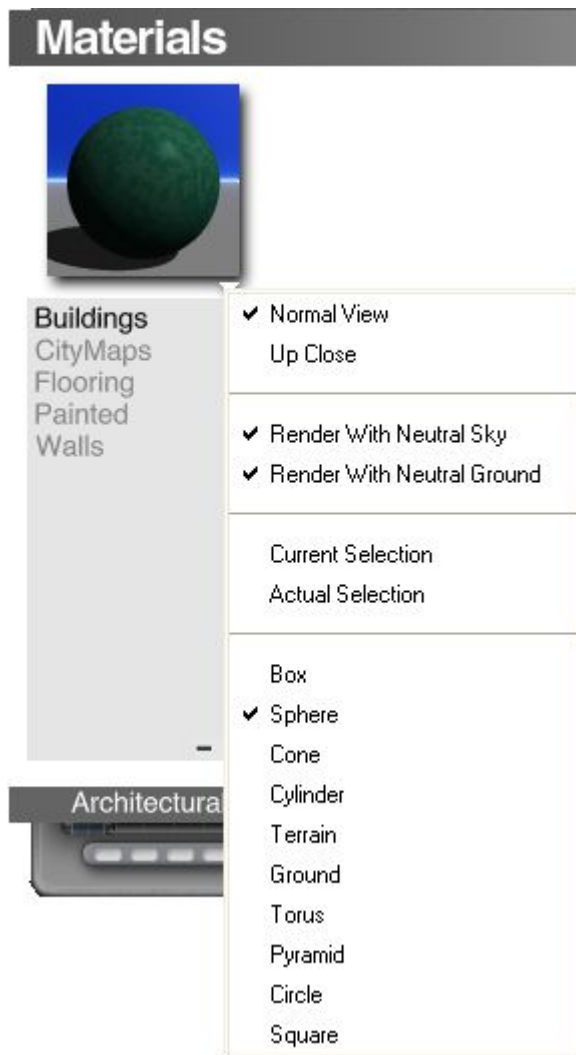 Materials
Buildings
CityMaps
Flooring
Painted
Walls
Architectura
Normal View
Up Close
Render With Neutral Sky
Render With Neutral Ground
Current Selection
Actual Selection
Box
Sphere
Cone
Cylinder
Terrain
Ground
Torus
Pyramid
Circle
Square